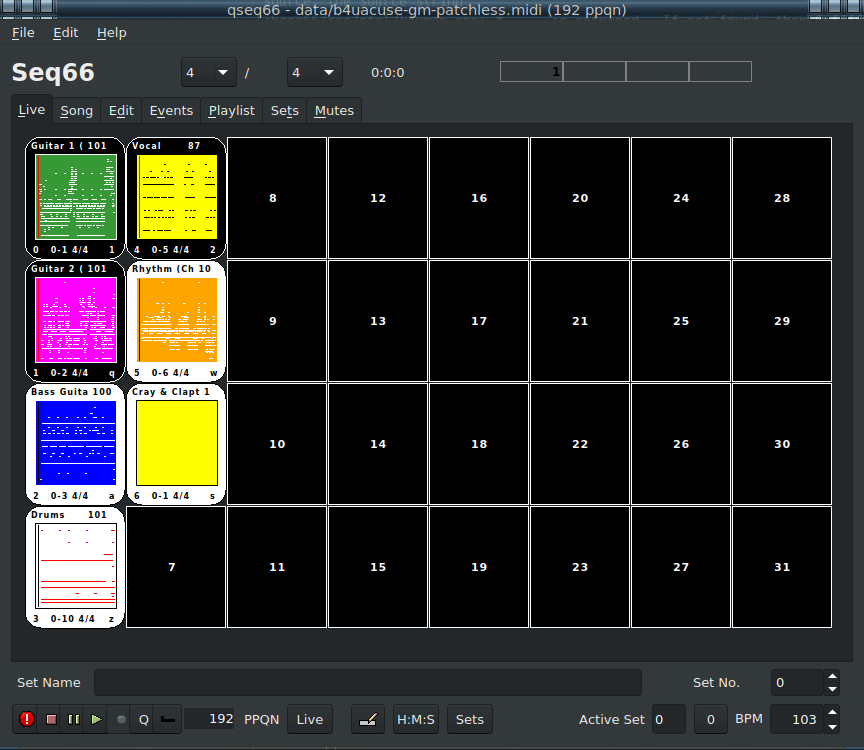 qseq66 - data/b4uacuse-gm-patchless.midi (192 ppqn)
File Edit Help
Seq66 4 / 4 0:0:0 1
Live Song Edit Events Playlist Sets Mutes
Guitar 1 ( 101 Vocal 87
8 12 16 20 24 28
0 0-1 4/4 1 4 0-5 4/4 2
Guitar 2 ( 101 Rhythm (Ch 10
9 13 17 21 25 29
1 0-2 4/4 q 5 0-6 4/4 w
Bass Guita 100 Cray & Clapt 1
10 14 18 22 26 30
2 0-3 4/4 a 6 0-1 4/4 s
Drums 101
7 11 15 19 23 27 31
3 0-10 4/4 z
Set Name Set No. 0
Q 192 PPQN Live H:M:S Sets Active Set 0 0 BPM 103